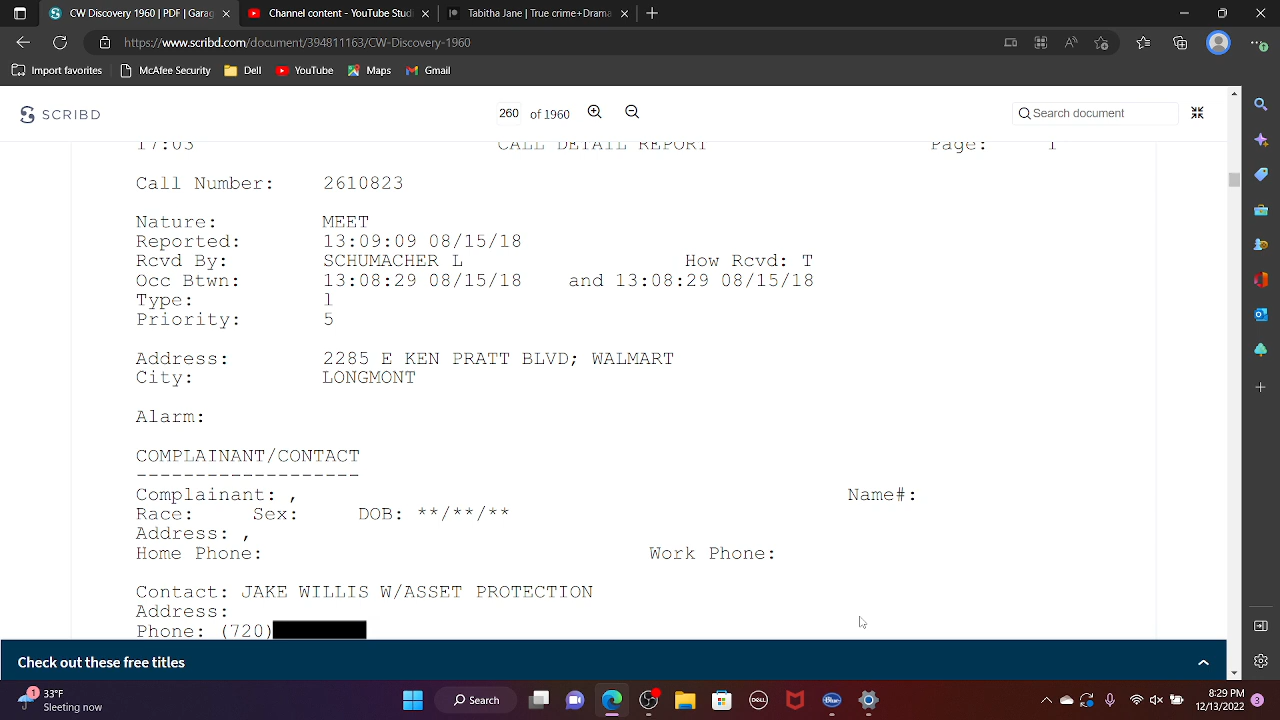 CW Discovery 1960 | PDF | Garag
Channel content - YouTube Studi
Tabitha Jane | True crime+Drama
https://www.scribd.com/document/394811163/CW-Discovery-1960
Import favorites
McAfee Security
Dell
YouTube
Maps
Gmail
SCRIBD
260 of 1960
Search document
17:03 CALL DETAIL REPORT Page: 1
Call Number: 2610823
Nature: MEET
Reported: 13:09:09 08/15/18
Rcvd By: SCHUMACHER L How Rcvd: T
Occ Btwn: 13:08:29 08/15/18 and 13:08:29 08/15/18
Type: l
Priority: 5
Address: 2285 E KEN PRATT BLVD; WALMART
City: LONGMONT
Alarm:
COMPLAINANT/CONTACT
-------------------
Complainant: , Name#:
Race: Sex: DOB: **/**/**
Address: ,
Home Phone: Work Phone:
Contact: JAKE WILLIS W/ASSET PROTECTION
Address:
Phone: (720)
Check out these free titles
1
33°F
Sleeting now
Search
DELL
Blue
8:29 PM
12/13/2022
3